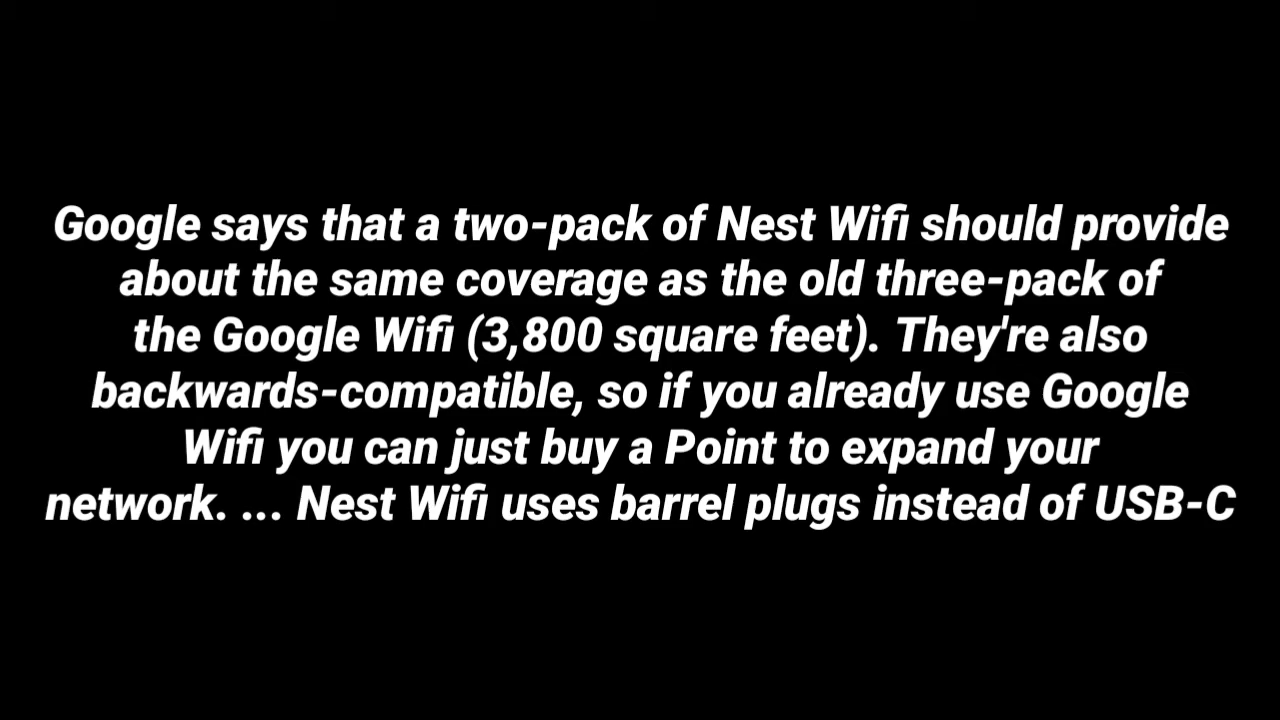 Google says that a two-pack of Nest Wifi should provide
about the same coverage as the old three-pack of
the Google Wifi (3,800 square feet). They're also
backwards-compatible, so if you already use Google
Wifi you can just buy a Point to expand your
network. ... Nest Wifi uses barrel plugs instead of USB-C